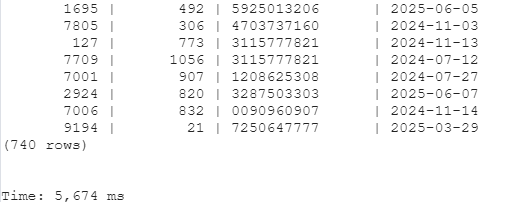 1695 | 492 | 5925013206 | 2025-06-05
7805 | 306 | 4703737160 | 2024-11-03
127 | 773 | 3115777821 | 2024-11-13
7709 | 1056 | 3115777821 | 2024-07-12
7001 | 907 | 1208625308 | 2024-07-27
2924 | 820 | 3287503303 | 2025-06-07
7006 | 832 | 0090960907 | 2024-11-14
9194 | 21 | 7250647777 | 2025-03-29
(740 rows)
Time: 5,674 ms